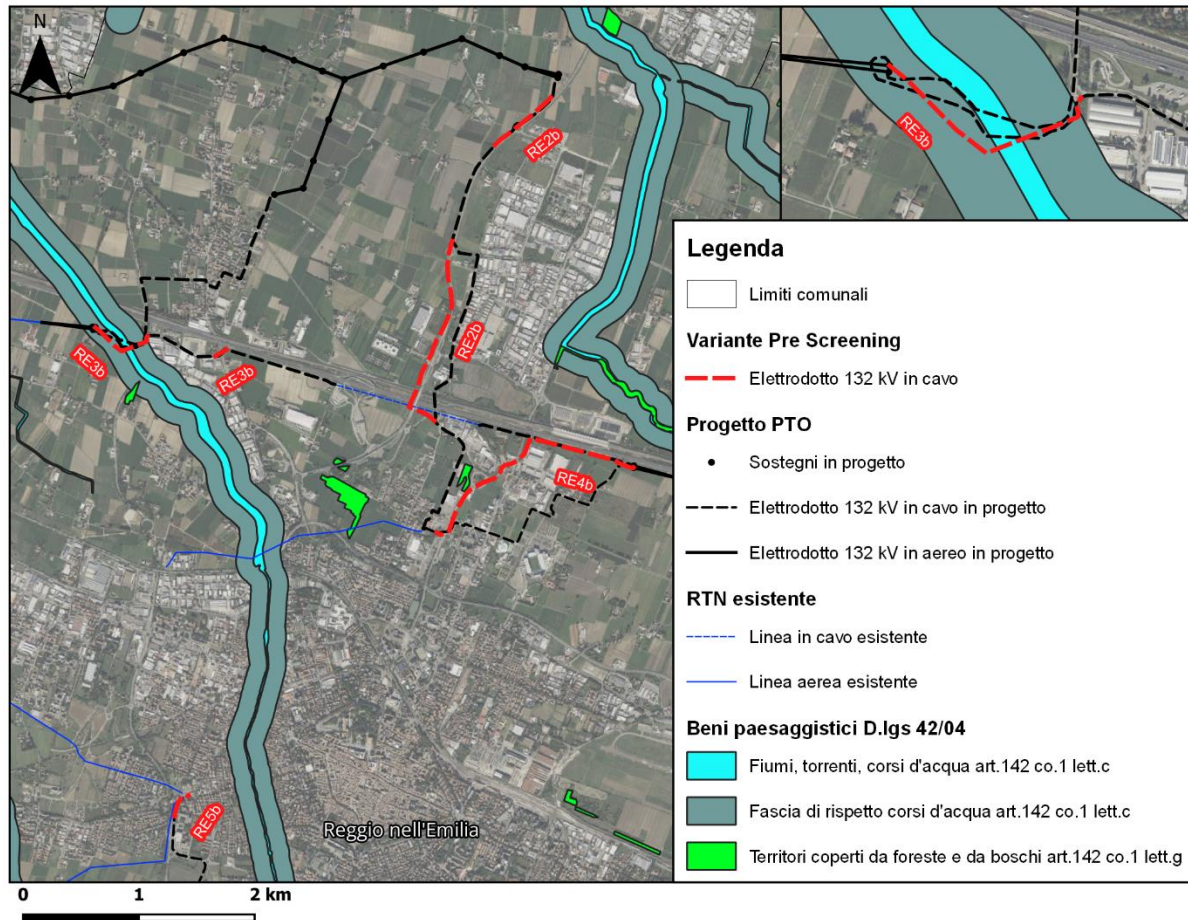 N
RE2b
RE3b
RE3b
RE2b
RE3b
RE4b
RE5b
Reggio nell'Emilia
0 1 2 km
Legenda
Limiti comunali
Variante Pre Screening
Elettrodotto 132 kV in cavo
Progetto PTO
Sostegni in progetto
Elettrodotto 132 kV in cavo in progetto
Elettrodotto 132 kV in aereo in progetto
RTN esistente
Linea in cavo esistente
Linea aerea esistente
Beni paesaggistici D.lgs 42/04
Fiumi, torrenti, corsi d'acqua art.142 co.1 lett.c
Fascia di rispetto corsi d'acqua art.142 co.1 lett.c
Territori coperti da foreste e da boschi art.142 co.1 lett.g